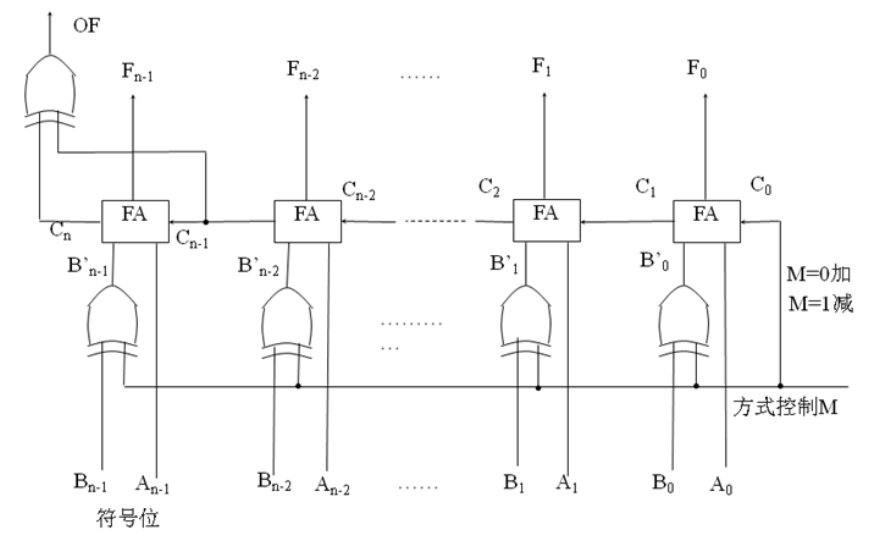 OF
Fn-1 Fn-2 ...... F1 F0
Cn-2 C2 C1 C0
FA FA FA FA
Cn Cn-1
B'n-1 B'n-2 B'1 B'0
M=0加
M=1减
.........
...
方式控制M
Bn-1 An-1 Bn-2 An-2 ...... B1 A1 B0 A0
符号位